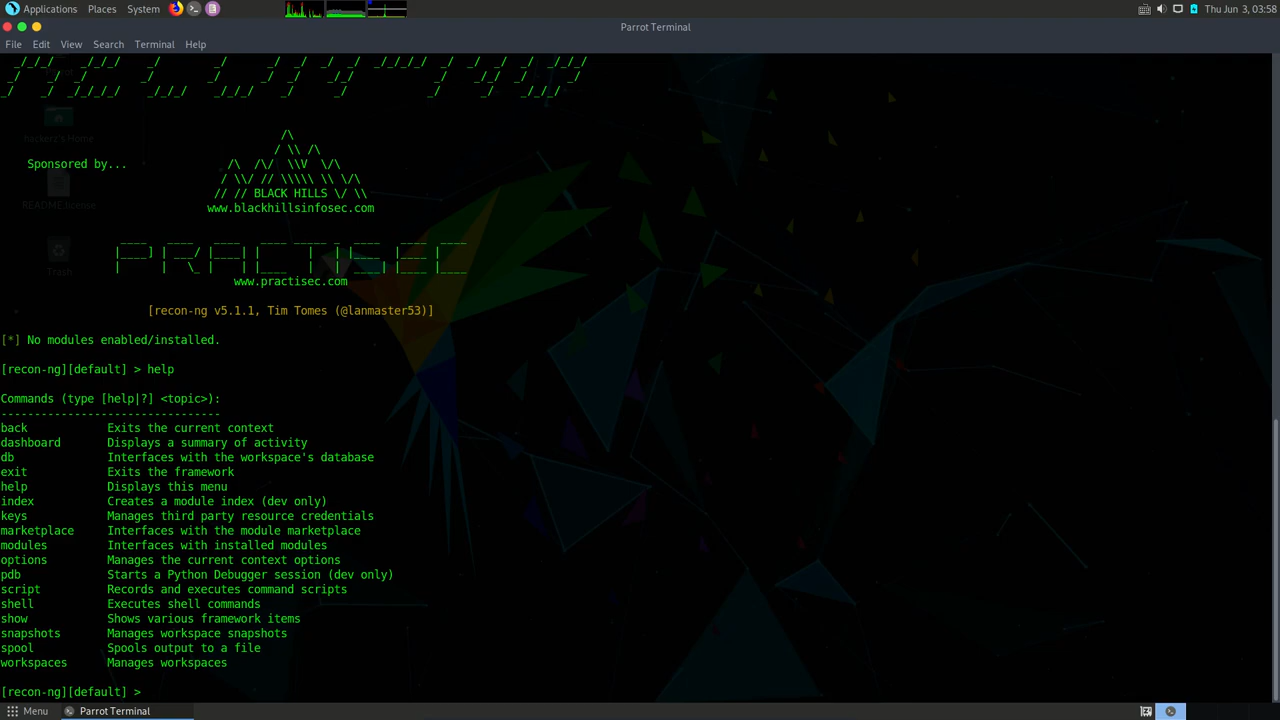 Applications Places System Thu Jun 3, 03:58
Parrot Terminal
File Edit View Search Terminal Help
heckerz's Home
README.license
Trash
Sponsored by...
// // BLACK HILLS \/ \\
www.blackhillsinfosec.com
PRACTISEC
www.practisec.com
[recon-ng v5.1.1, Tim Tomes (@lanmaster53)]
[*] No modules enabled/installed.
[recon-ng][default] > help
Commands (type [help|?] <topic>):
---------------------------------
back Exits the current context
dashboard Displays a summary of activity
db Interfaces with the workspace's database
exit Exits the framework
help Displays this menu
index Creates a module index (dev only)
keys Manages third party resource credentials
marketplace Interfaces with the module marketplace
modules Interfaces with installed modules
options Manages the current context options
pdb Starts a Python Debugger session (dev only)
script Records and executes command scripts
shell Executes shell commands
show Shows various framework items
snapshots Manages workspace snapshots
spool Spools output to a file
workspaces Manages workspaces
[recon-ng][default] >
Menu Parrot Terminal